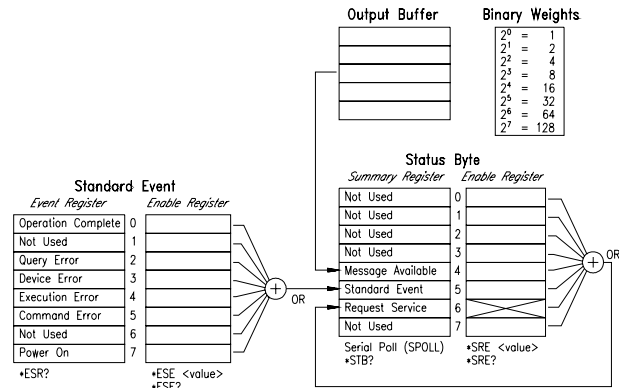 Output Buffer
Binary Weights
2⁰ = 1
2¹ = 2
2² = 4
2³ = 8
2⁴ = 16
2⁵ = 32
2⁶ = 64
2⁷ = 128
Status Byte
Summary Register Enable Register
Not Used 0
Not Used 1
Not Used 2
Not Used 3
Message Available 4
Standard Event 5
Request Service 6
Not Used 7
OR
Serial Poll (SPOLL)
*STB?
*SRE <value>
*SRE?
Standard Event
Event Register Enable Register
Operation Complete 0
Not Used 1
Query Error 2
Device Error 3
Execution Error 4
Command Error 5
Not Used 6
Power On 7
OR
*ESR?
*ESE <value>
*ESE?